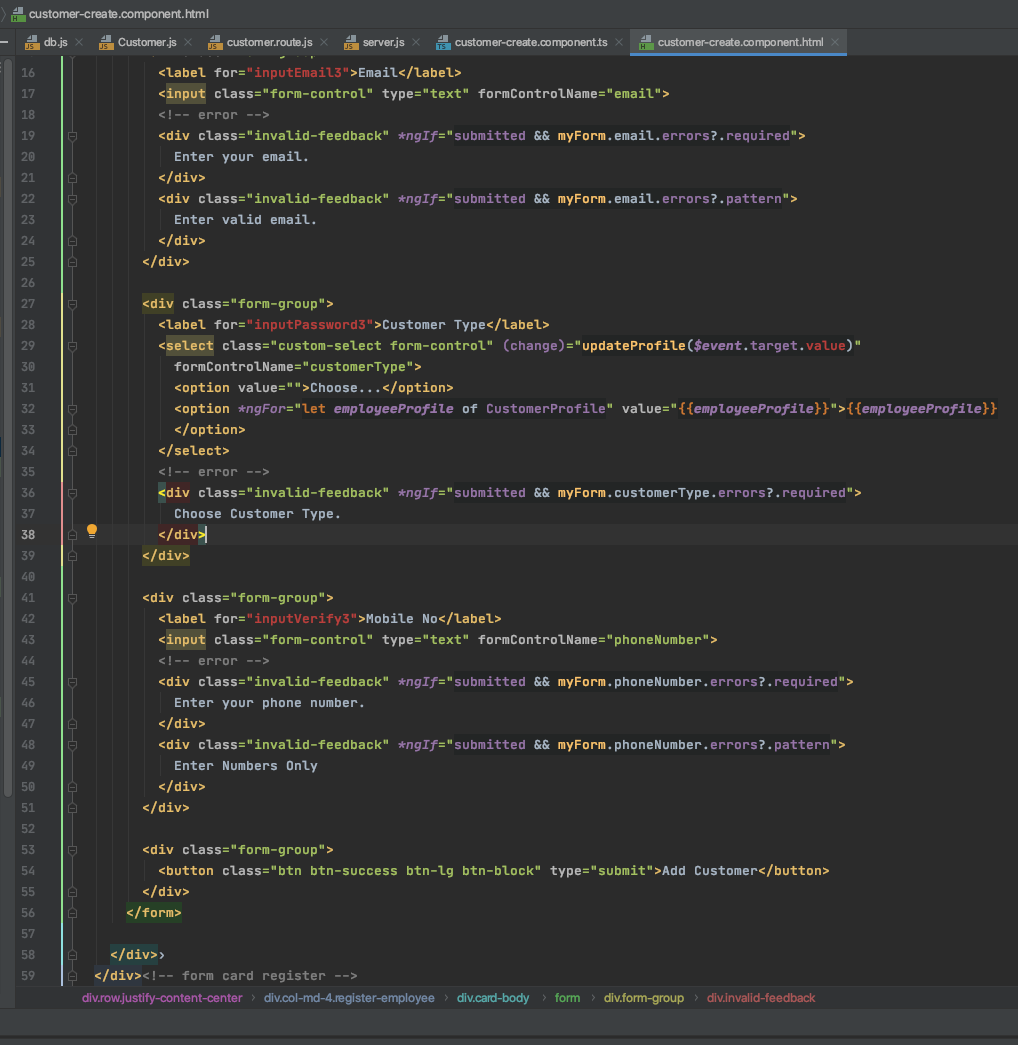 customer-create.component.html
db.js Customer.js customer.route.js server.js customer-create.component.ts customer-create.component.html
16 <label for="inputEmail3">Email</label>
17 <input class="form-control" type="text" formControlName="email">
18 <!-- error -->
19 <div class="invalid-feedback" *ngIf="submitted && myForm.email.errors?.required">
20 Enter your email.
21 </div>
22 <div class="invalid-feedback" *ngIf="submitted && myForm.email.errors?.pattern">
23 Enter valid email.
24 </div>
25 </div>
26
27 <div class="form-group">
28 <label for="inputPassword3">Customer Type</label>
29 <select class="custom-select form-control" (change)="updateProfile($event.target.value)"
30 formControlName="customerType">
31 <option value="">Choose...</option>
32 <option *ngFor="let employeeProfile of CustomerProfile" value="{{employeeProfile}}">{{employeeProfile}}
33 </option>
34 </select>
35 <!-- error -->
36 <div class="invalid-feedback" *ngIf="submitted && myForm.customerType.errors?.required">
37 Choose Customer Type.
38 </div>
39 </div>
40
41 <div class="form-group">
42 <label for="inputVerify3">Mobile No</label>
43 <input class="form-control" type="text" formControlName="phoneNumber">
44 <!-- error -->
45 <div class="invalid-feedback" *ngIf="submitted && myForm.phoneNumber.errors?.required">
46 Enter your phone number.
47 </div>
48 <div class="invalid-feedback" *ngIf="submitted && myForm.phoneNumber.errors?.pattern">
49 Enter Numbers Only
50 </div>
51 </div>
52
53 <div class="form-group">
54 <button class="btn btn-success btn-lg btn-block" type="submit">Add Customer</button>
55 </div>
56 </form>
57
58 </div>›
59 </div><!-- form card register -->
div.row.justify-content-center › div.col-md-4.register-employee › div.card-body › form › div.form-group › div.invalid-feedback